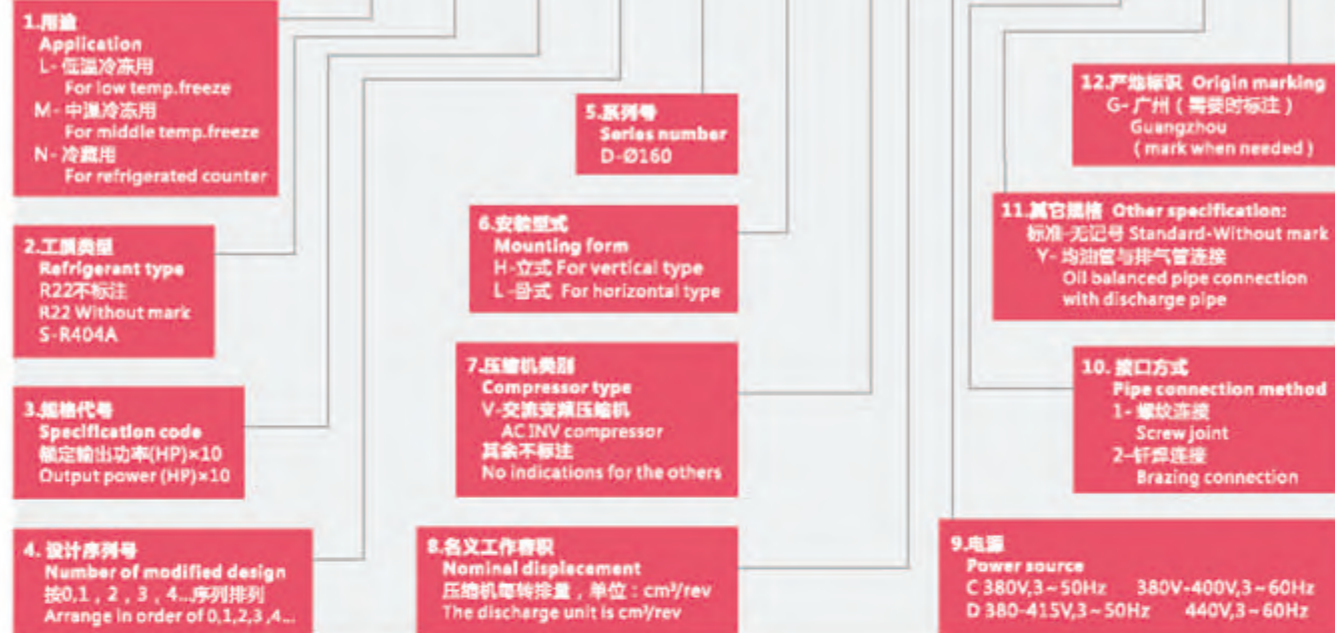 1.用途
Application
L- 低温冷冻用
For low temp.freeze
M- 中温冷冻用
For middle temp.freeze
N- 冷藏用
For refrigerated counter
2.工质类型
Refrigerant type
R22不标注
R22 Without mark
S-R404A
3.规格代号
Specification code
额定输出功率(HP)×10
Output power (HP)×10
4. 设计序列号
Number of modified design
按0,1，2，3，4...序列排列
Arrange in order of 0,1,2,3 ,4...
5.系列号
Series number
D-Ø160
6.安装型式
Mounting form
H-立式 For vertical type
L -卧式 For horizontal type
7.压缩机类别
Compressor type
V-交流变频压缩机
AC INV compressor
其余不标注
No indications for the others
8.名义工作容积
Nominal displacement
压缩机每转排量，单位：cm³/rev
The discharge unit is cm³/rev
12.产地标识 Origin marking
G- 广州（需要时标注）
Guangzhou
( mark when needed )
11.其它规格 Other specification:
标准-无记号 Standard-Without mark
Y- 均油管与排气管连接
Oil balanced pipe connection
with discharge pipe
10. 接口方式
Pipe connection method
1- 螺纹连接
Screw joint
2-钎焊连接
Brazing connection
9.电源
Power source
C 380V,3~50Hz 380V-400V,3~60Hz
D 380-415V,3~50Hz 440V,3~60Hz